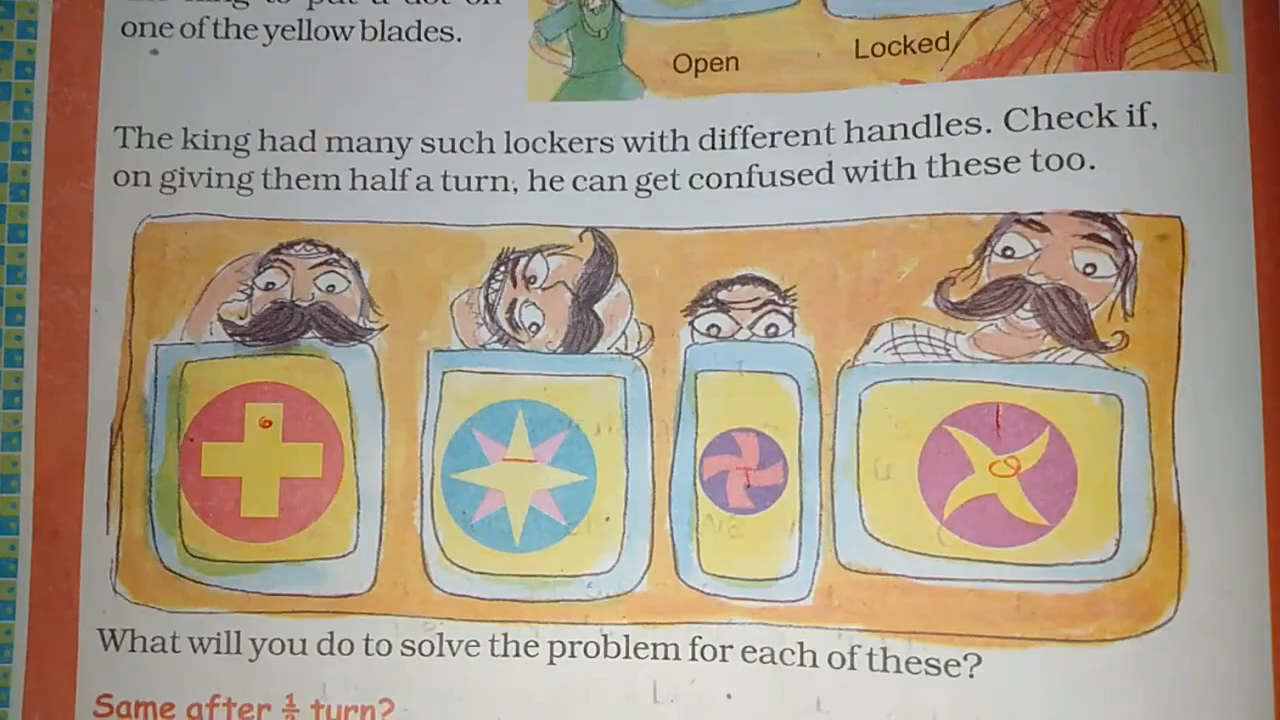 one of the yellow blades.
Open
Locked
The king had many such lockers with different handles. Check if,
on giving them half a turn, he can get confused with these too.
What will you do to solve the problem for each of these?
Same after ½ turn?